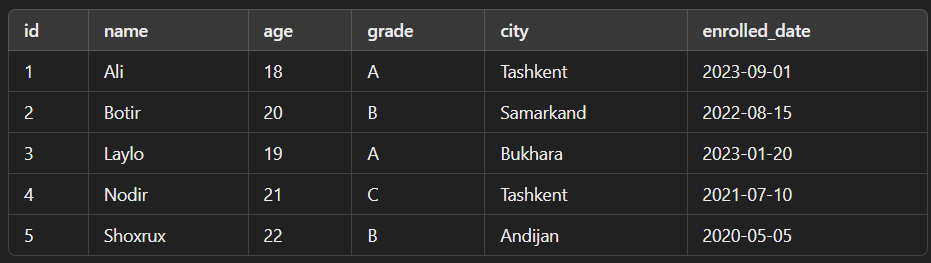 id name age grade city enrolled_date
1 Ali 18 A Tashkent 2023-09-01
2 Botir 20 B Samarkand 2022-08-15
3 Laylo 19 A Bukhara 2023-01-20
4 Nodir 21 C Tashkent 2021-07-10
5 Shoxrux 22 B Andijan 2020-05-05